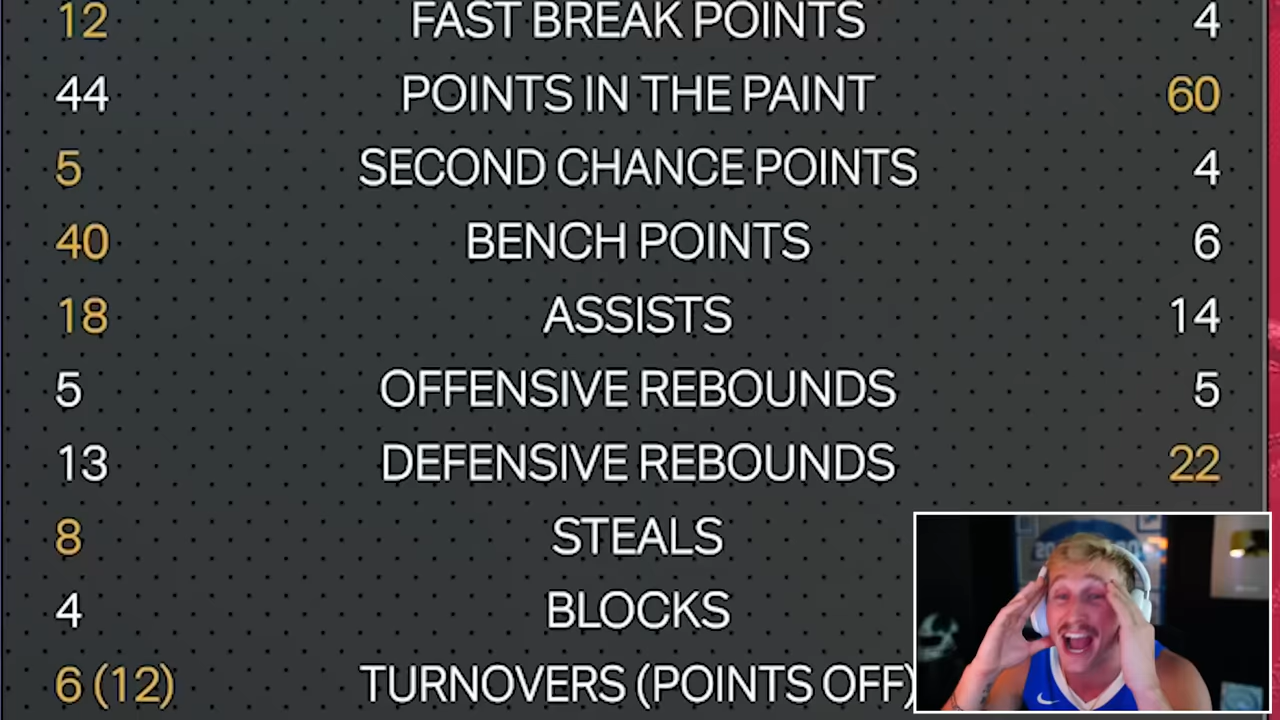 12 FAST BREAK POINTS 4
44 POINTS IN THE PAINT 60
5 SECOND CHANCE POINTS 4
40 BENCH POINTS 6
18 ASSISTS 14
5 OFFENSIVE REBOUNDS 5
13 DEFENSIVE REBOUNDS 22
8 STEALS
4 BLOCKS
6 (12) TURNOVERS (POINTS OFF)